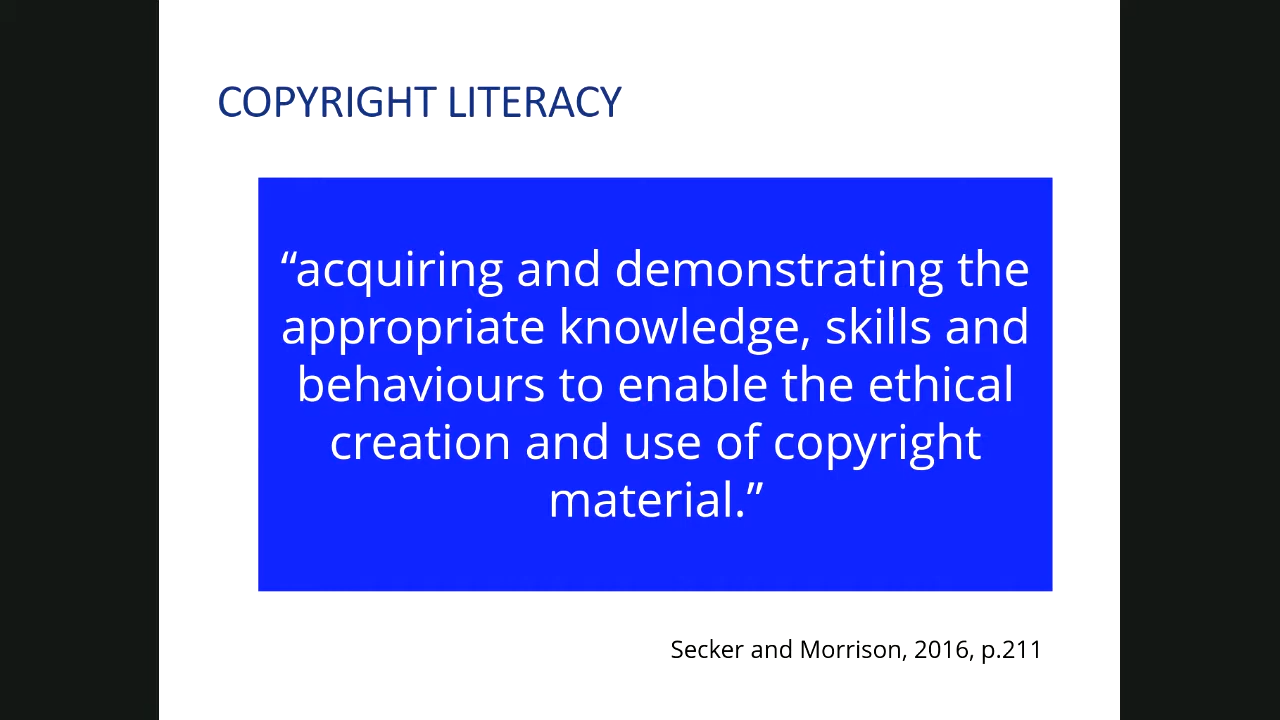 COPYRIGHT LITERACY
“acquiring and demonstrating the
appropriate knowledge, skills and
behaviours to enable the ethical
creation and use of copyright
material.”
Secker and Morrison, 2016, p.211